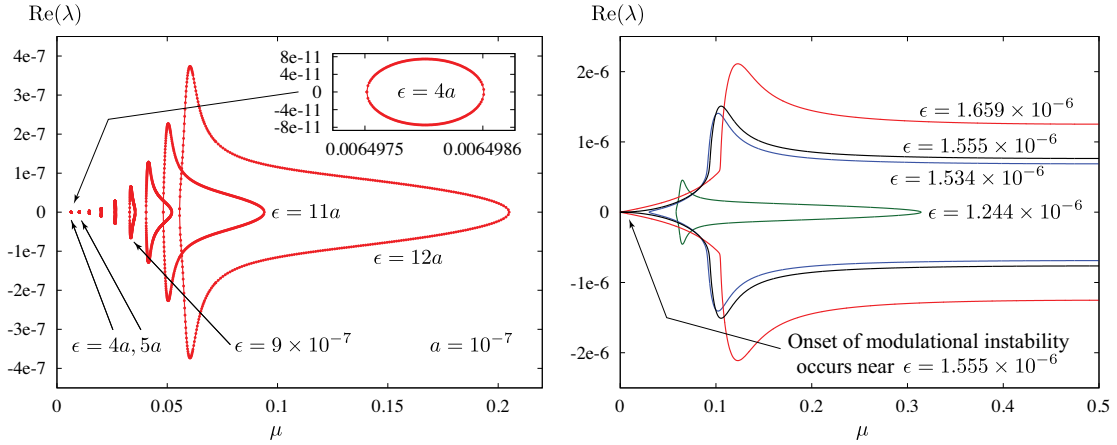 Re(λ)
4e-7
3e-7
2e-7
1e-7
0
-1e-7
-2e-7
-3e-7
-4e-7
0
0.05
0.1
0.15
0.2
μ
8e-11
4e-11
0
-4e-11
-8e-11
ϵ = 4a
0.0064975
0.0064986
ϵ = 11a
ϵ = 12a
ϵ = 4a, 5a
ϵ = 9 × 10⁻⁷
a = 10⁻⁷
Re(λ)
2e-6
1e-6
0
-1e-6
-2e-6
0
0.1
0.2
0.3
0.4
0.5
μ
ϵ = 1.659 × 10⁻⁶
ϵ = 1.555 × 10⁻⁶
ϵ = 1.534 × 10⁻⁶
ϵ = 1.244 × 10⁻⁶
Onset of modulational instability
occurs near ϵ = 1.555 × 10⁻⁶